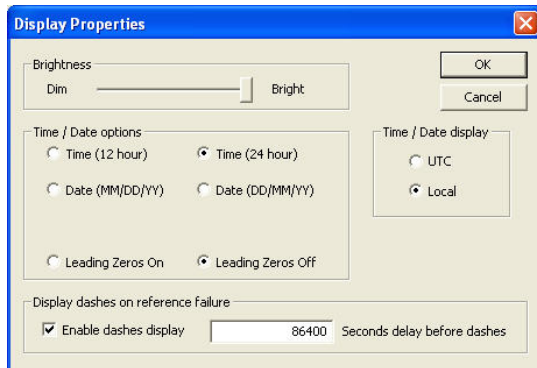 Display Properties
Brightness
Dim
Bright
OK
Cancel
Time / Date options
Time (12 hour)
Time (24 hour)
Date (MM/DD/YY)
Date (DD/MM/YY)
Leading Zeros On
Leading Zeros Off
Time / Date display
UTC
Local
Display dashes on reference failure
Enable dashes display
86400
Seconds delay before dashes